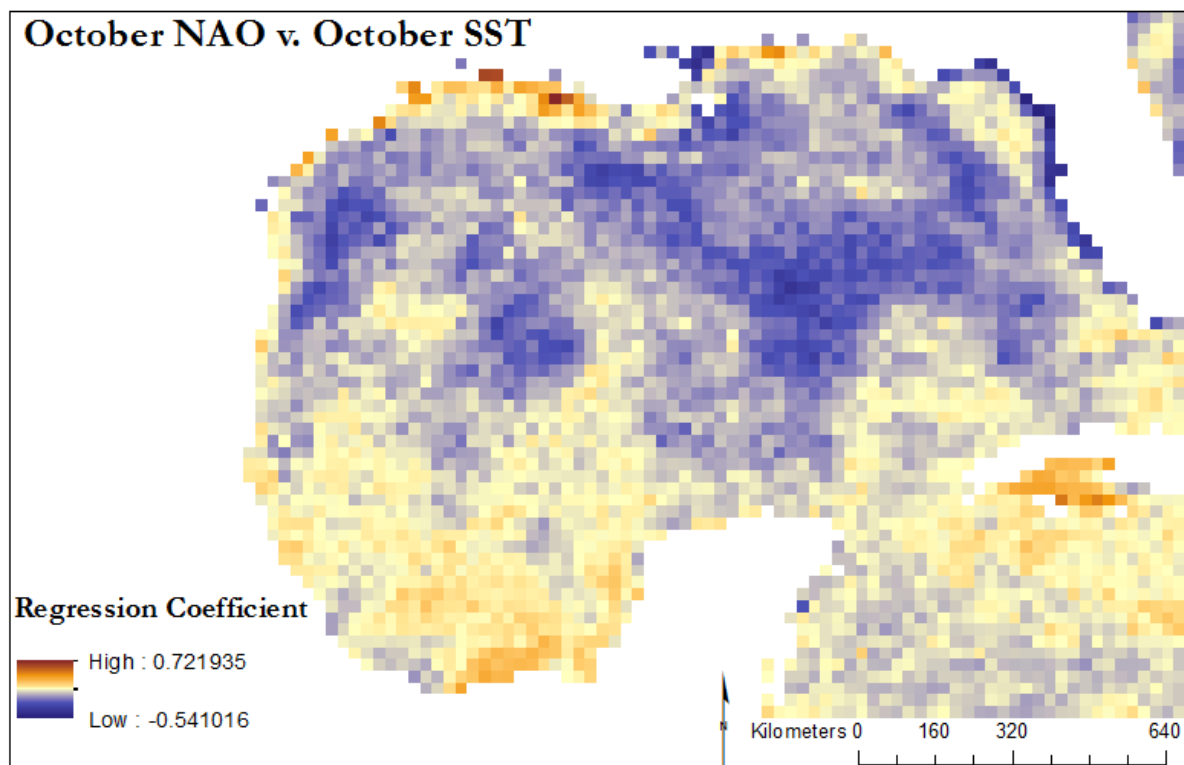 October NAO v. October SST
Regression Coefficient
High : 0.721935
Low : -0.541016
N
Kilometers 0 160 320 640